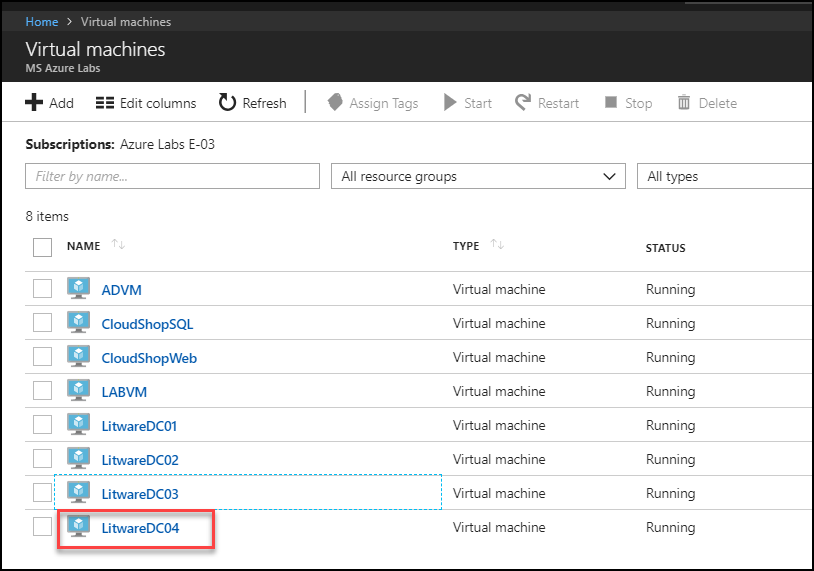 Home > Virtual machines
Virtual machines
MS Azure Labs
Add Edit columns Refresh Assign Tags Start Restart Stop Delete
Subscriptions: Azure Labs E-03
Filter by name... All resource groups All types
8 items
NAME TYPE STATUS
ADVM Virtual machine Running
CloudShopSQL Virtual machine Running
CloudShopWeb Virtual machine Running
LABVM Virtual machine Running
LitwareDC01 Virtual machine Running
LitwareDC02 Virtual machine Running
LitwareDC03 Virtual machine Running
LitwareDC04 Virtual machine Running